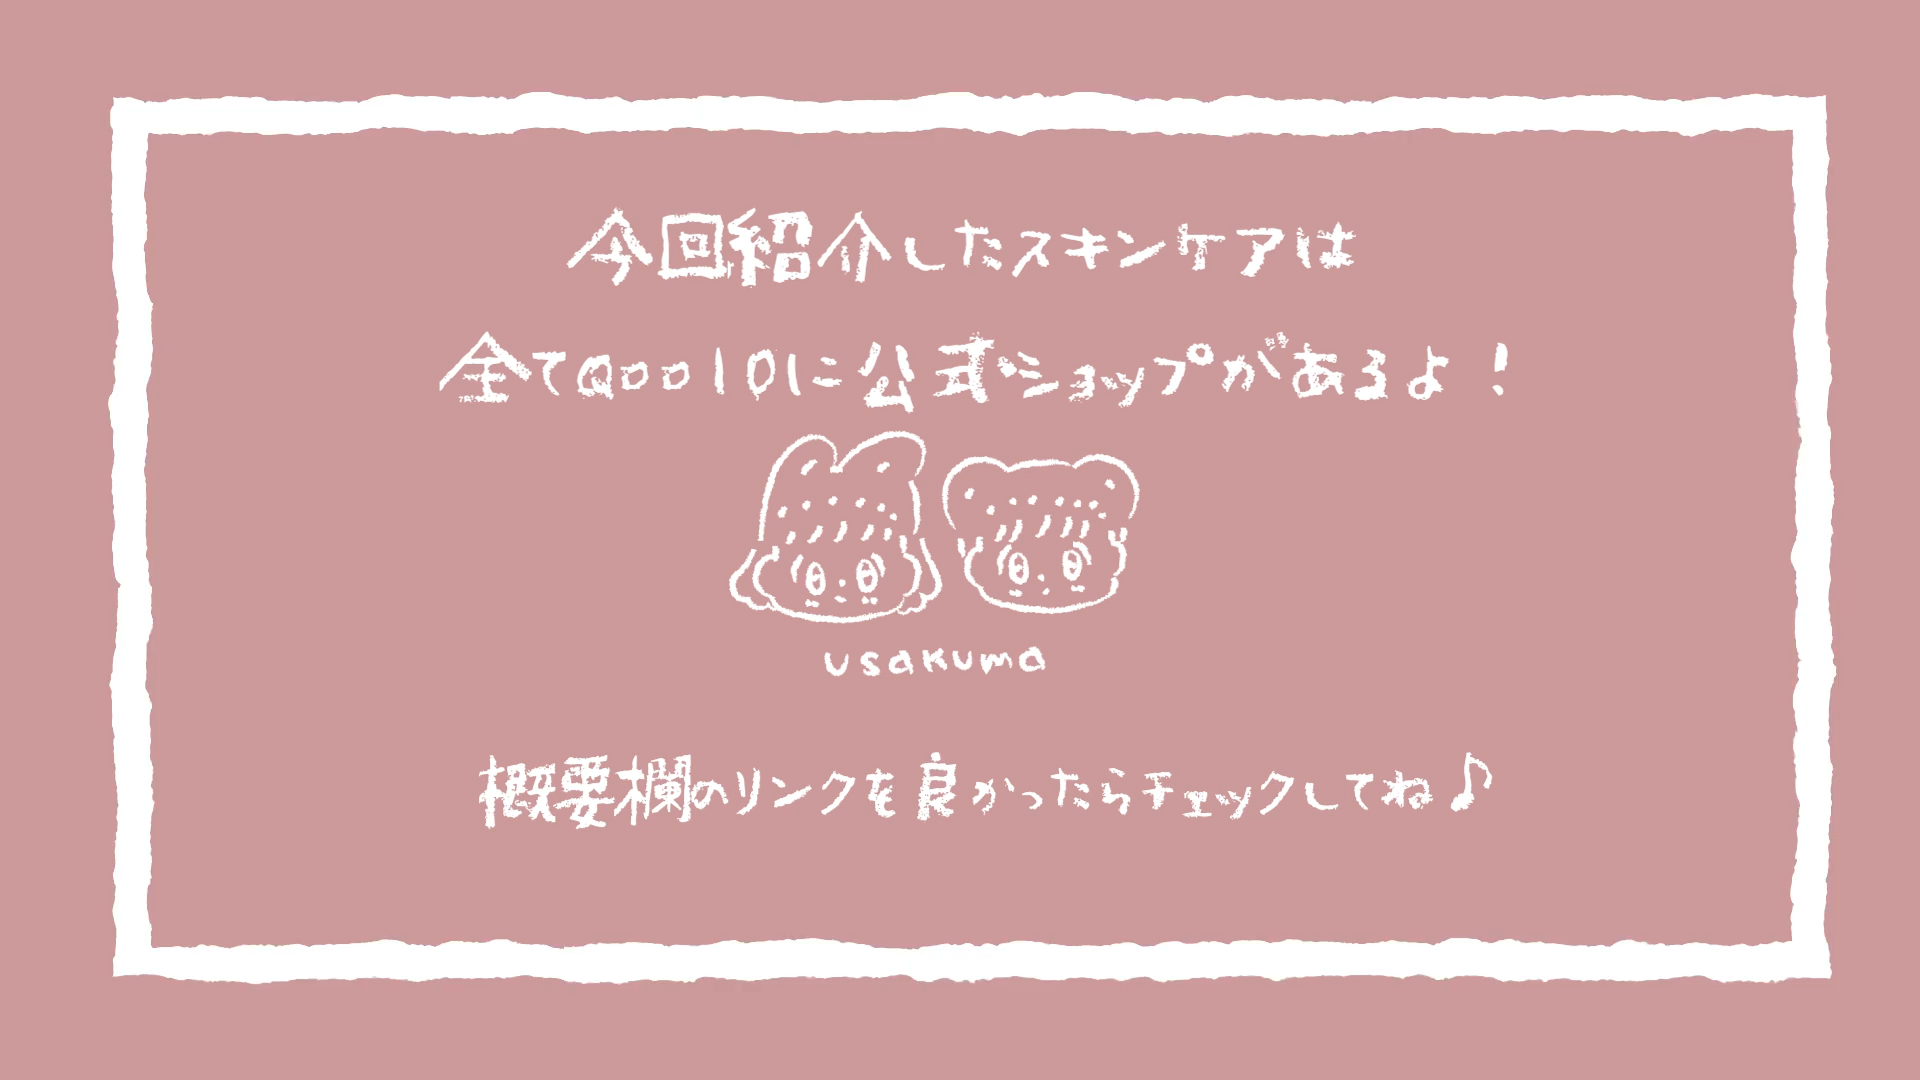 今回紹介したスキンケアは
全てQoo10に公式ショップがあるよ！
usakuma
概要欄のリンクを良かったらチェックしてね♪